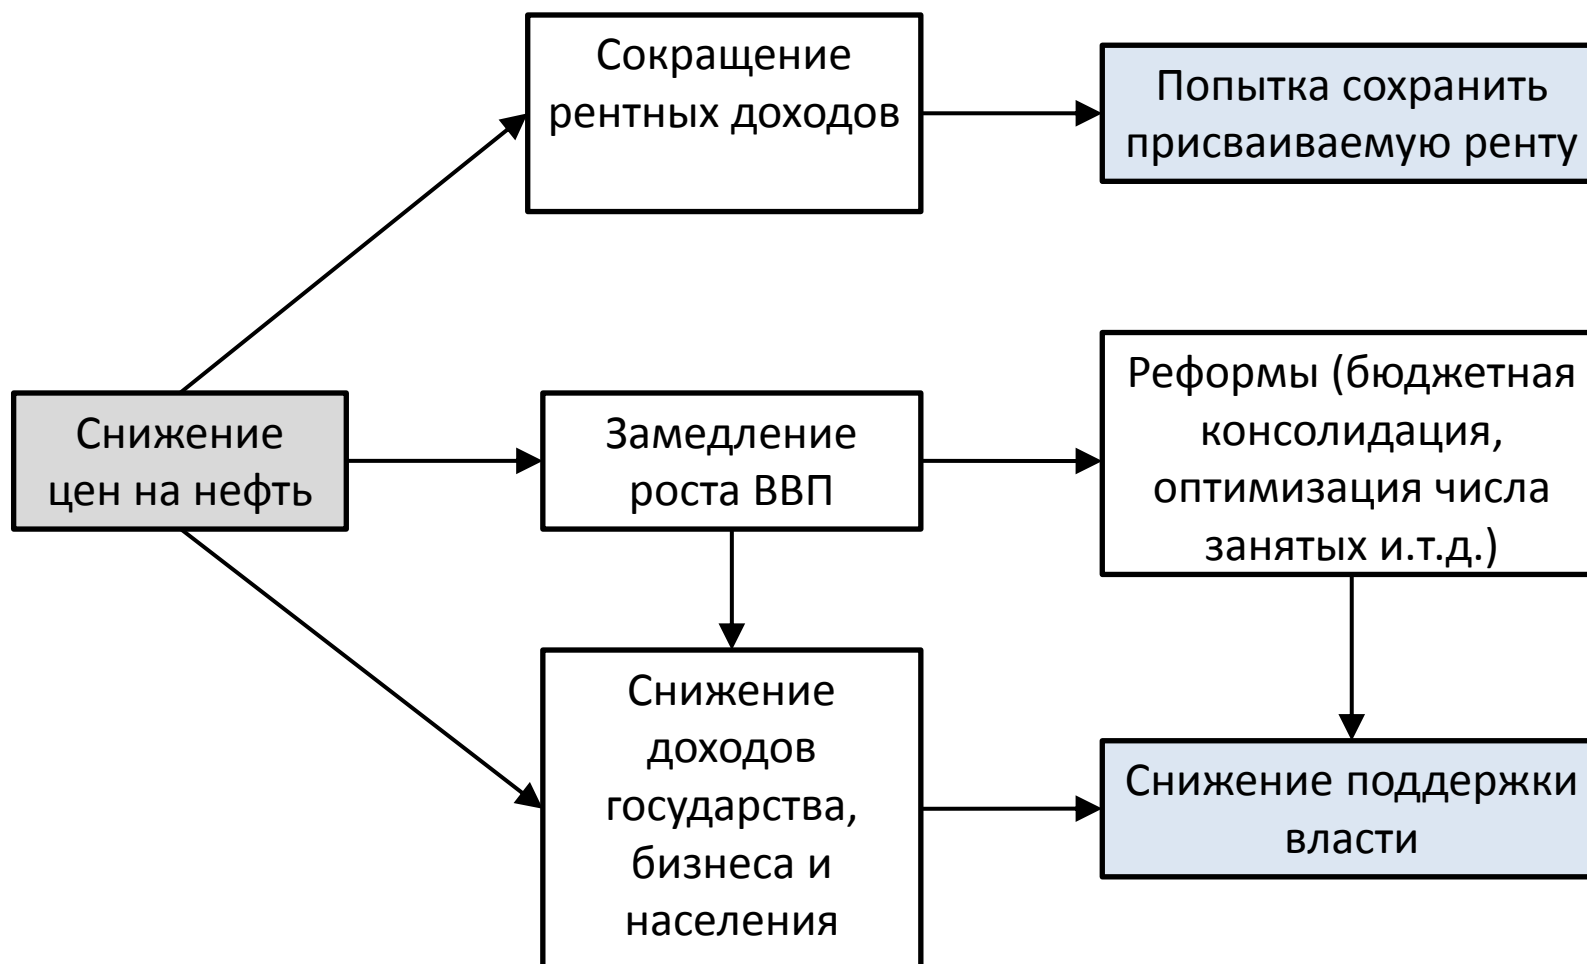 Сокращение
рентных доходов
Попытка сохранить
присваиваемую ренту
Снижение
цен на нефть
Замедление
роста ВВП
Реформы (бюджетная
консолидация,
оптимизация числа
занятых и.т.д.)
Снижение
доходов
государства,
бизнеса и
населения
Снижение поддержки
власти